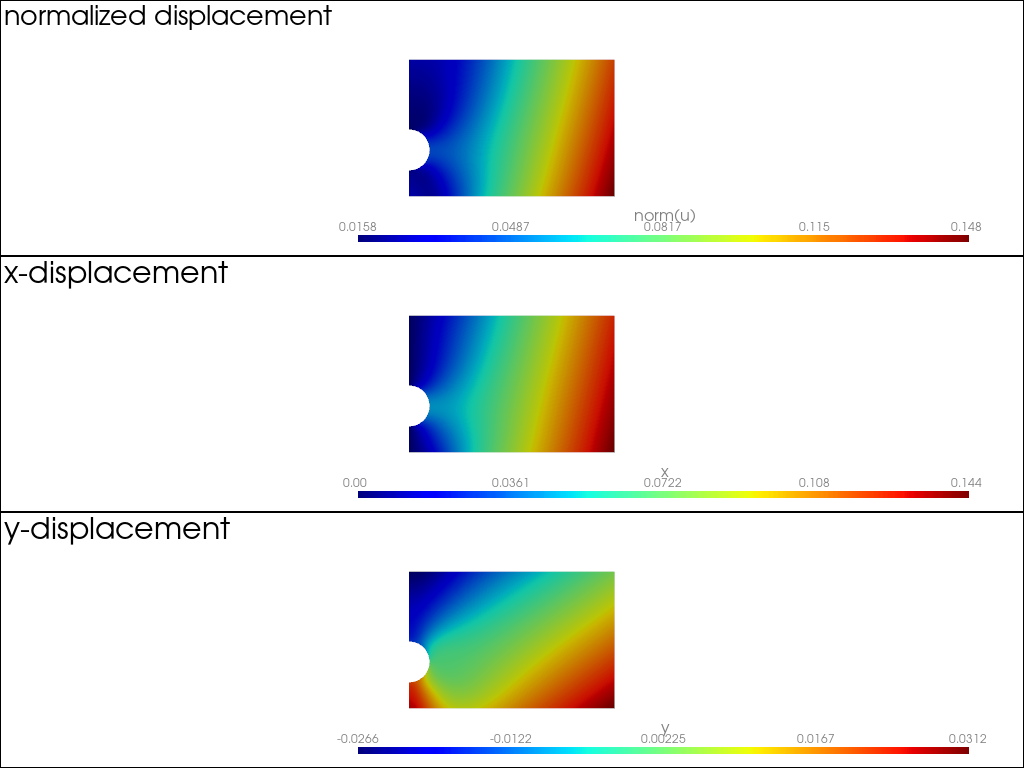 normalized displacement
norm(u)
0.0158 0.0487 0.0817 0.115 0.148
x-displacement
x
0.00 0.0361 0.0722 0.108 0.144
y-displacement
y
-0.0266 -0.0122 0.00225 0.0167 0.0312